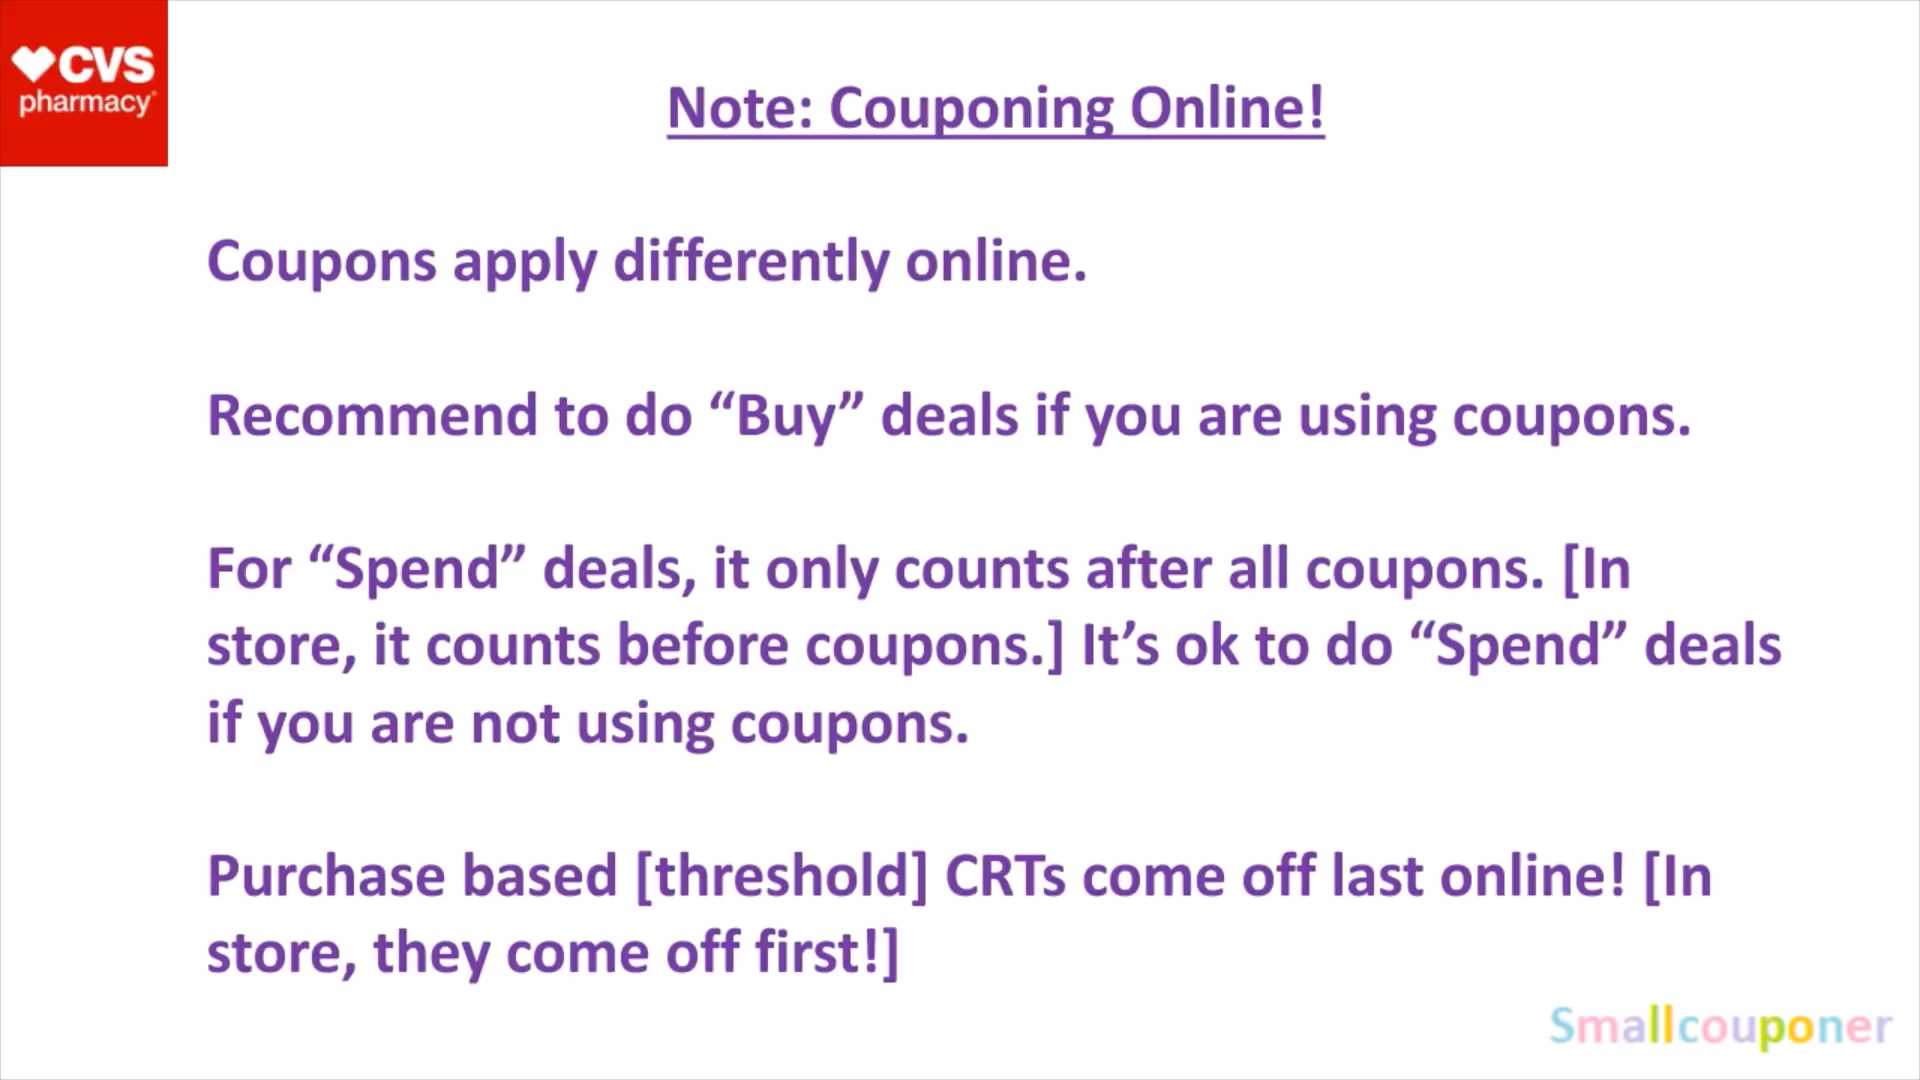 CVS
pharmacy®
Note: Couponing Online!
Coupons apply differently online.
Recommend to do “Buy” deals if you are using coupons.
For “Spend” deals, it only counts after all coupons. [In
store, it counts before coupons.] It’s ok to do “Spend” deals
if you are not using coupons.
Purchase based [threshold] CRTs come off last online! [In
store, they come off first!]
Smallcouponer